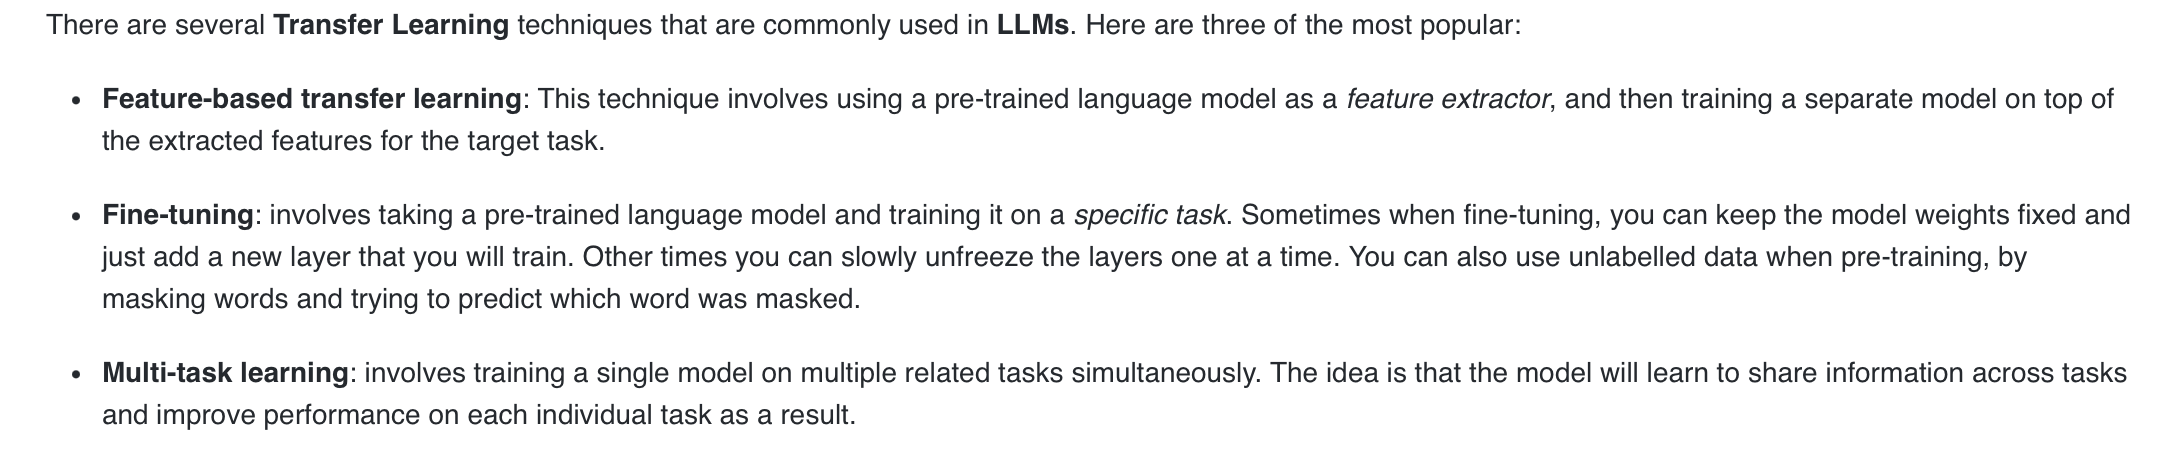 There are several Transfer Learning techniques that are commonly used in LLMs. Here are three of the most popular:
• Feature-based transfer learning: This technique involves using a pre-trained language model as a feature extractor, and then training a separate model on top of
the extracted features for the target task.
• Fine-tuning: involves taking a pre-trained language model and training it on a specific task. Sometimes when fine-tuning, you can keep the model weights fixed and
just add a new layer that you will train. Other times you can slowly unfreeze the layers one at a time. You can also use unlabelled data when pre-training, by
masking words and trying to predict which word was masked.
• Multi-task learning: involves training a single model on multiple related tasks simultaneously. The idea is that the model will learn to share information across tasks
and improve performance on each individual task as a result.